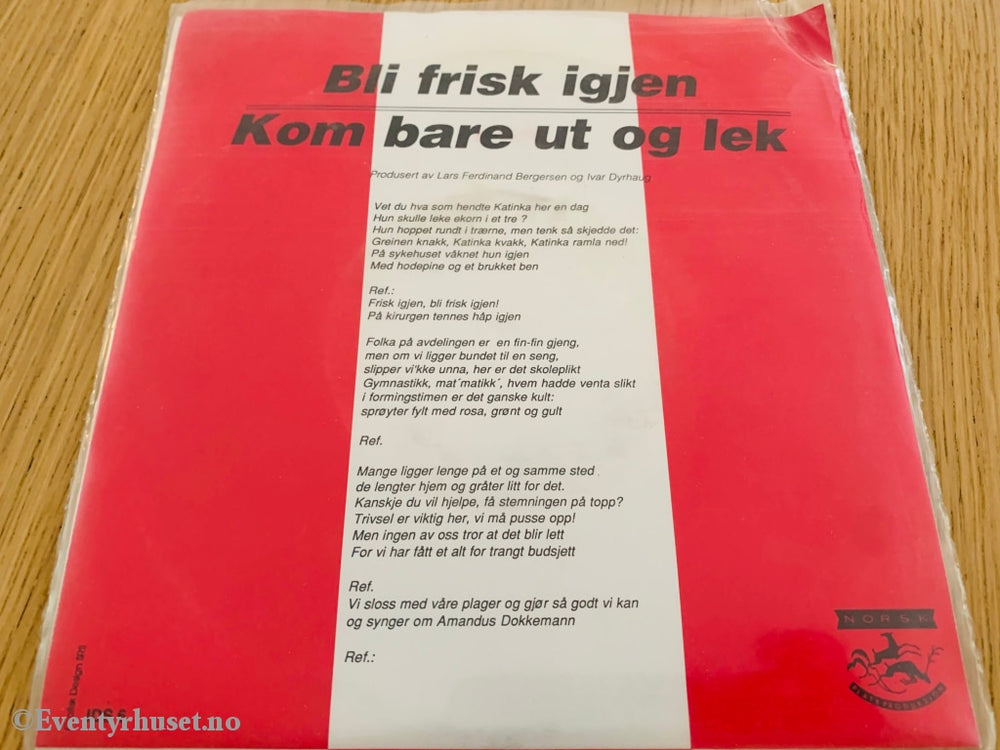 Bli frisk igjen
Kom bare ut og lek
Produsert av Lars Ferdinand Bergersen og Ivar Dyrhaug
Vet du hva som hendte Katinka her en dag
Hun skulle leke ekorn i et tre ?
Hun hoppet rundt i trærne, men tenk så skjedde det:
Greinen knakk, Katinka kvakk, Katinka ramla ned!
På sykehuset våknet hun igjen
Med hodepine og et brukket ben
Ref.:
Frisk igjen, bli frisk igjen!
På kirurgen tennes håp igjen
Folka på avdelingen er en fin-fin gjeng,
men om vi ligger bundet til en seng,
slipper vi'kke unna, her er det skoleplikt
Gymnastikk, mat´matikk´, hvem hadde venta slikt
i formingstimen er det ganske kult:
sprøyter fylt med rosa, grønt og gult
Ref.
Mange ligger lenge på et og samme sted
de lengter hjem og gråter litt for det.
Kanskje du vil hjelpe, få stemningen på topp?
Trivsel er viktig her, vi må pusse opp!
Men ingen av oss tror at det blir lett
For vi har fått et alt for trangt budsjett
Ref.
Vi sloss med våre plager og gjør så godt vi kan
og synger om Amandus Dokkemann
Ref.:
NORSK
PLATEPRODUKSJON
Design
©Eventyrhuset.no